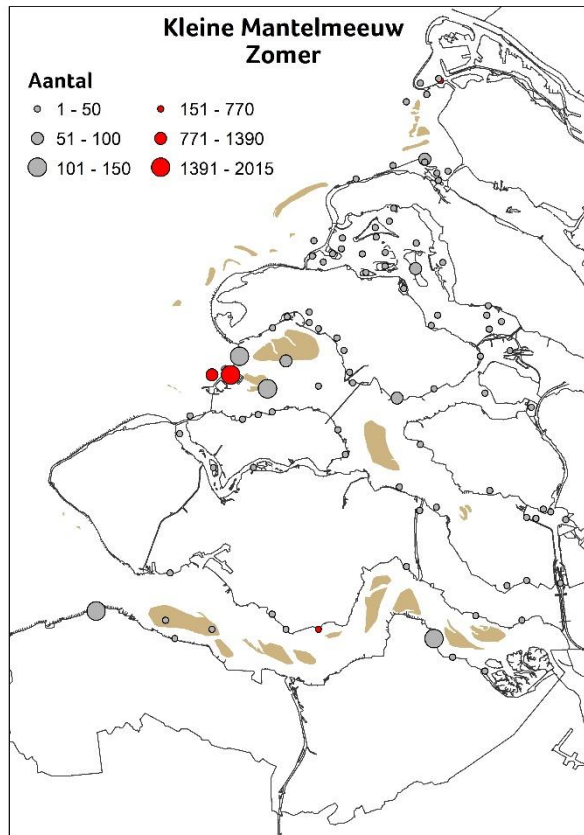 Kleine Mantelmeeuw
Zomer
Aantal
1 - 50
151 - 770
51 - 100
771 - 1390
101 - 150
1391 - 2015